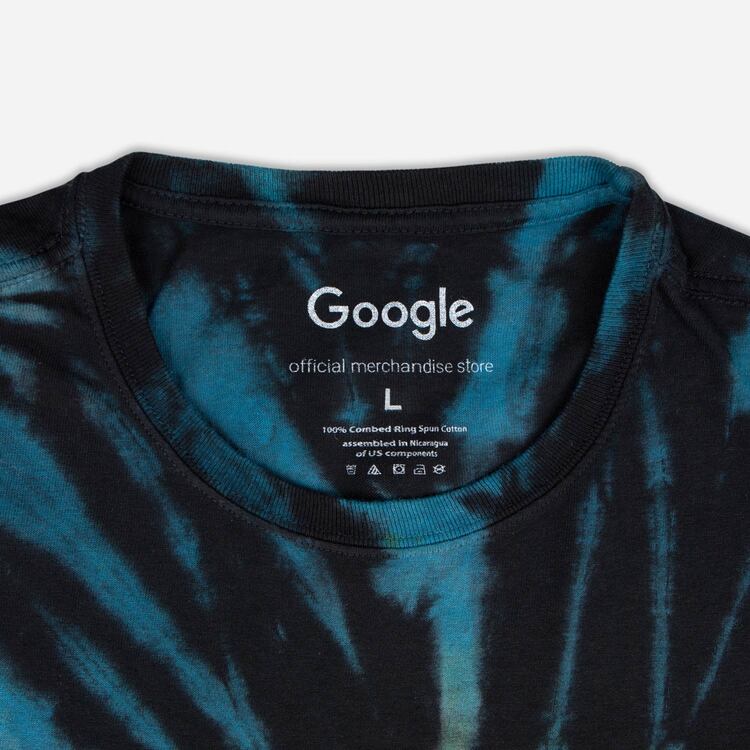 Google
official merchandise store
L
100% Combed Ring Spun Cotton
assembled in Nicaragua
of US components